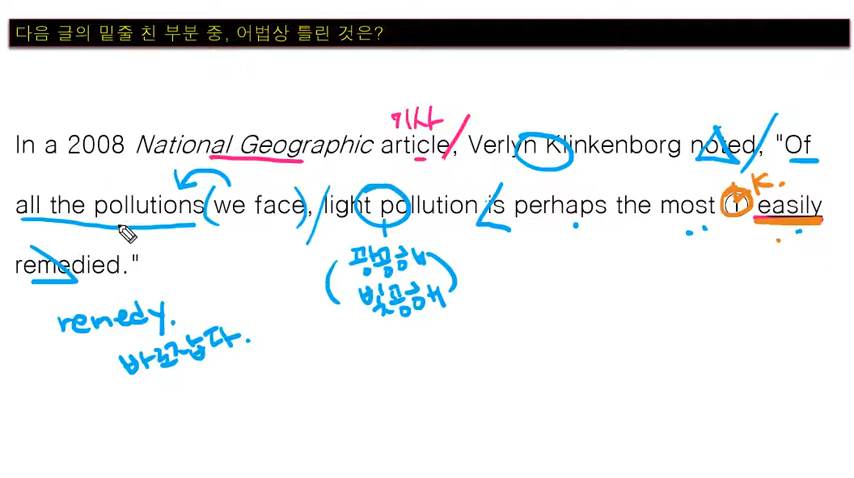 다음 글의 밑줄 친 부분 중, 어법상 틀린 것은?
기사
In a 2008 National Geographic article, Verlyn Klinkenborg noted, "Of
all the pollutions we face, light pollution is perhaps the most ① easily
remedied."
광공해
빛공해
remedy.
바로잡다.